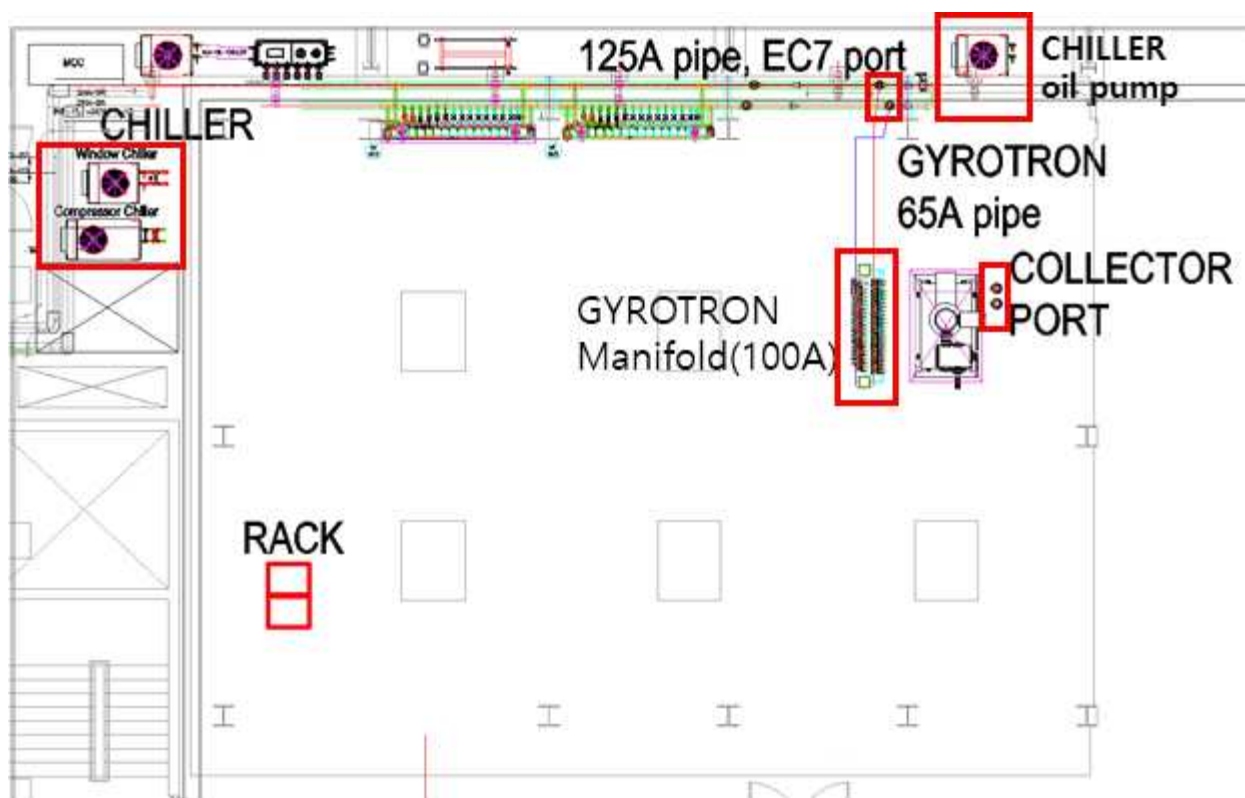 MCC
125A pipe, EC7 port
CHILLER
oil pump
CHILLER
Window Chiller
Compressor Chiller
GYROTRON
65A pipe
COLLECTOR
PORT
GYROTRON
Manifold(100A)
RACK